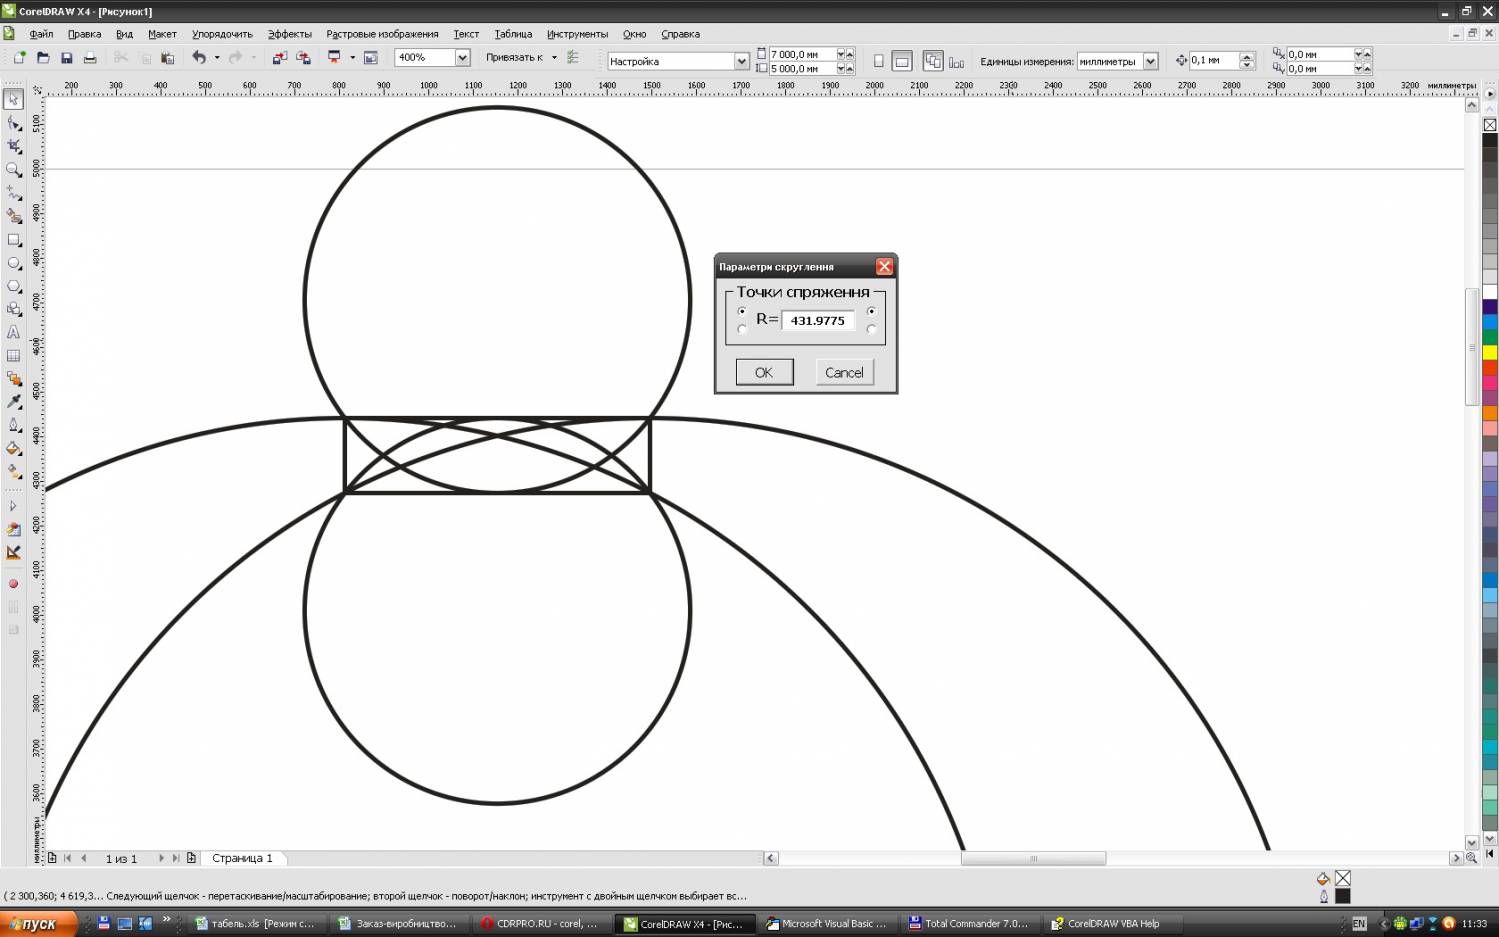 CorelDRAW X4 - [Рисунок1]
Файл Правка Вид Макет Упорядочить Эффекты Растровые изображения Текст Таблица Инструменты Окно Справка
400% Привязать к Настройка 7 000,0 мм 5 000,0 мм Единицы измерения: миллиметры 0,1 мм 0,0 мм 0,0 мм
200 300 400 500 600 700 800 900 1000 1100 1200 1300 1400 1500 1600 1700 1800 1900 2000 2100 2200 2300 2400 2500 2600 2700 2800 2900 3000 3100 3200 миллиметры
5100
5000
4900
4800
4700
4600
4500
4400
4300
4200
4100
4000
3900
3800
3700
3600
миллиметры
Параметри скруглення
Точки спряження
R= 431.9775
OK Cancel
1 из 1 Страница 1
( 2 300,360; 4 619,3... Следующий щелчок - перетаскивание/масштабирование; второй щелчок - поворот/наклон; инструмент с двойным щелчком выбирает вс...
пуск » табель.xls [Режим с... Заказ-виробництво... CDRPRO.RU - corel, ... CorelDRAW X4 - [Рис... Microsoft Visual Basic ... Total Commander 7.0... CorelDRAW VBA Help EN 11:33